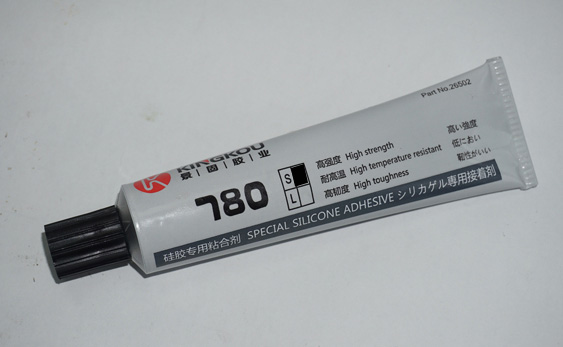 Part No.26502
KINGKOU
景|固|胶|业
780
S
L
高强度 High strength 高い強度
耐高温 High temperature resistant 低におい
高韧度 High toughness 靭性がいい
硅胶专用粘合剂 SPECIAL SILICONE ADHESIVE シリカゲル専用接着劑